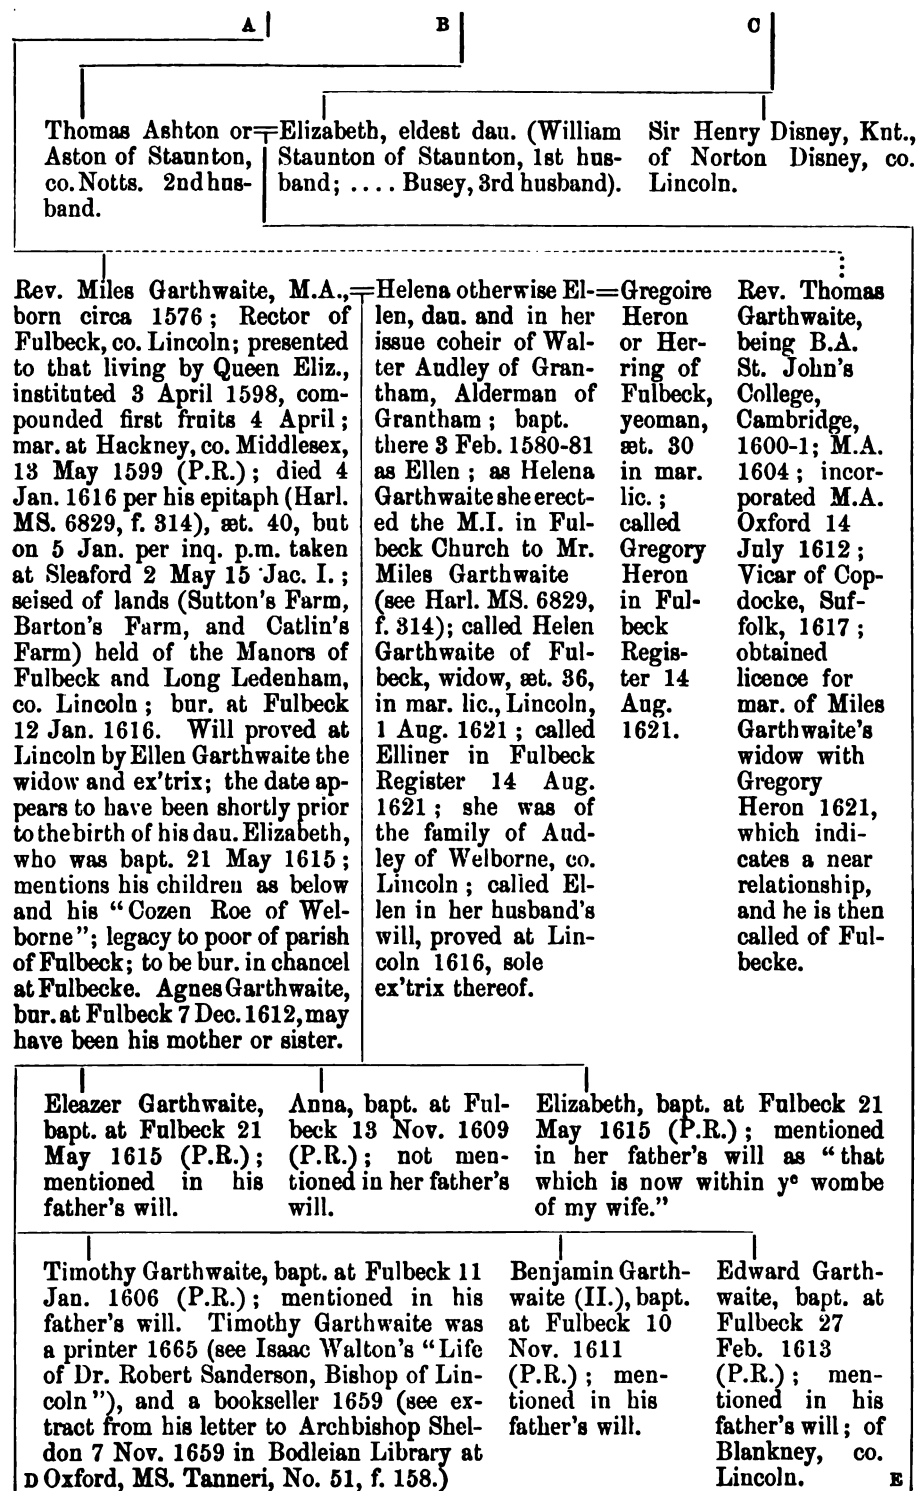 A B C
Thomas Ashton or
Aston of Staunton,
co. Notts. 2nd hus-
band.
=Elizabeth, eldest dau. (William
Staunton of Staunton, 1st hus-
band; .... Busey, 3rd husband).
Sir Henry Disney, Knt.,
of Norton Disney, co.
Lincoln.
Rev. Miles Garthwaite, M.A.,
born circa 1576; Rector of
Fulbeck, co. Lincoln; presented
to that living by Queen Eliz.,
instituted 3 April 1598, com-
pounded first fruits 4 April;
mar. at Hackney, co. Middlesex,
13 May 1599 (P.R.); died 4
Jan. 1616 per his epitaph (Harl.
MS. 6829, f. 314), æt. 40, but
on 5 Jan. per inq. p.m. taken
at Sleaford 2 May 15 Jac. I.;
seised of lands (Sutton's Farm,
Barton's Farm, and Catlin's
Farm) held of the Manors of
Fulbeck and Long Ledenham,
co. Lincoln; bur. at Fulbeck
12 Jan. 1616. Will proved at
Lincoln by Ellen Garthwaite the
widow and ex'trix; the date ap-
pears to have been shortly prior
to the birth of his dau. Elizabeth,
who was bapt. 21 May 1615;
mentions his children as below
and his "Cozen Roe of Wel-
borne"; legacy to poor of parish
of Fulbeck; to be bur. in chancel
at Fulbecke. Agnes Garthwaite,
bur. at Fulbeck 7 Dec. 1612, may
have been his mother or sister.
=Helena otherwise El-
len, dau. and in her
issue coheir of Wal-
ter Audley of Gran-
tham, Alderman of
Grantham; bapt.
there 3 Feb. 1580-81
as Ellen; as Helena
Garthwaite she erect-
ed the M.I. in Ful-
beck Church to Mr.
Miles Garthwaite
(see Harl. MS. 6829,
f. 314); called Helen
Garthwaite of Ful-
beck, widow, æt. 36,
in mar. lic., Lincoln,
1 Aug. 1621; called
Elliner in Fulbeck
Register 14 Aug.
1621; she was of
the family of Aud-
ley of Welborne, co.
Lincoln; called El-
len in her husband's
will, proved at Lin-
coln 1616, sole
ex'trix thereof.
=Gregoire
Heron
or Her-
ring of
Fulbeck,
yeoman,
æt. 30
in mar.
lic.;
called
Gregory
Heron
in Ful-
beck
Regis-
ter 14
Aug.
1621.
Rev. Thomas
Garthwaite,
being B.A.
St. John's
College,
Cambridge,
1600-1; M.A.
1604; incor-
porated M.A.
Oxford 14
July 1612;
Vicar of Cop-
docke, Suf-
folk, 1617;
obtained
licence for
mar. of Miles
Garthwaite's
widow with
Gregory
Heron 1621,
which indi-
cates a near
relationship,
and he is then
called of Ful-
becke.
Eleazer Garthwaite,
bapt. at Fulbeck 21
May 1615 (P.R.);
mentioned in his
father's will.
Anna, bapt. at Ful-
beck 13 Nov. 1609
(P.R.); not men-
tioned in her father's
will.
Elizabeth, bapt. at Fulbeck 21
May 1615 (P.R.); mentioned
in her father's will as "that
which is now within yᵉ wombe
of my wife."
Timothy Garthwaite, bapt. at Fulbeck 11
Jan. 1606 (P.R.); mentioned in his
father's will. Timothy Garthwaite was
a printer 1665 (see Isaac Walton's "Life
of Dr. Robert Sanderson, Bishop of Lin-
coln"), and a bookseller 1659 (see ex-
tract from his letter to Archbishop Shel-
don 7 Nov. 1659 in Bodleian Library at
D Oxford, MS. Tanneri, No. 51, f. 158.)
Benjamin Garth-
waite (II.), bapt.
at Fulbeck 10
Nov. 1611
(P.R.); men-
tioned in his
father's will.
Edward Garth-
waite, bapt. at
Fulbeck 27
Feb. 1613
(P.R.); men-
tioned in his
father's will; of
Blankney, co.
Lincoln. E